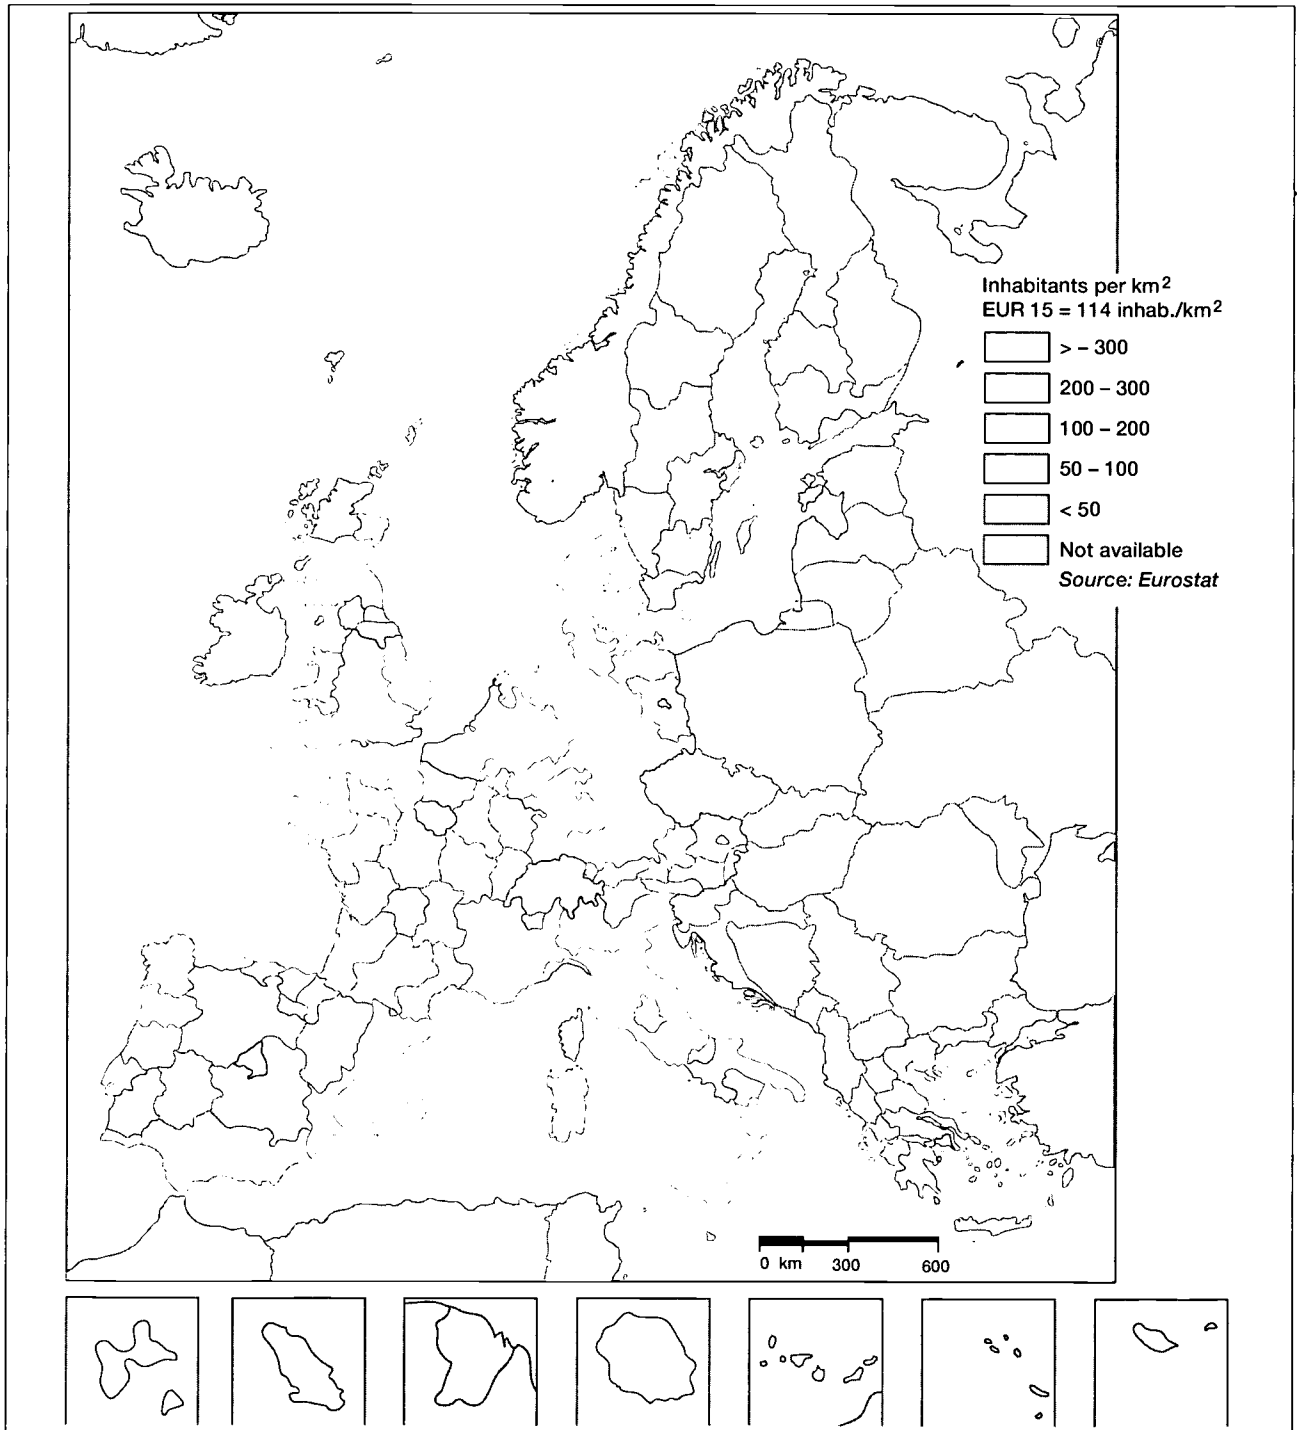 Inhabitants per km²
EUR 15 = 114 inhab./km²
> – 300
200 – 300
100 – 200
50 – 100
< 50
Not available
Source: Eurostat
0 km 300 600